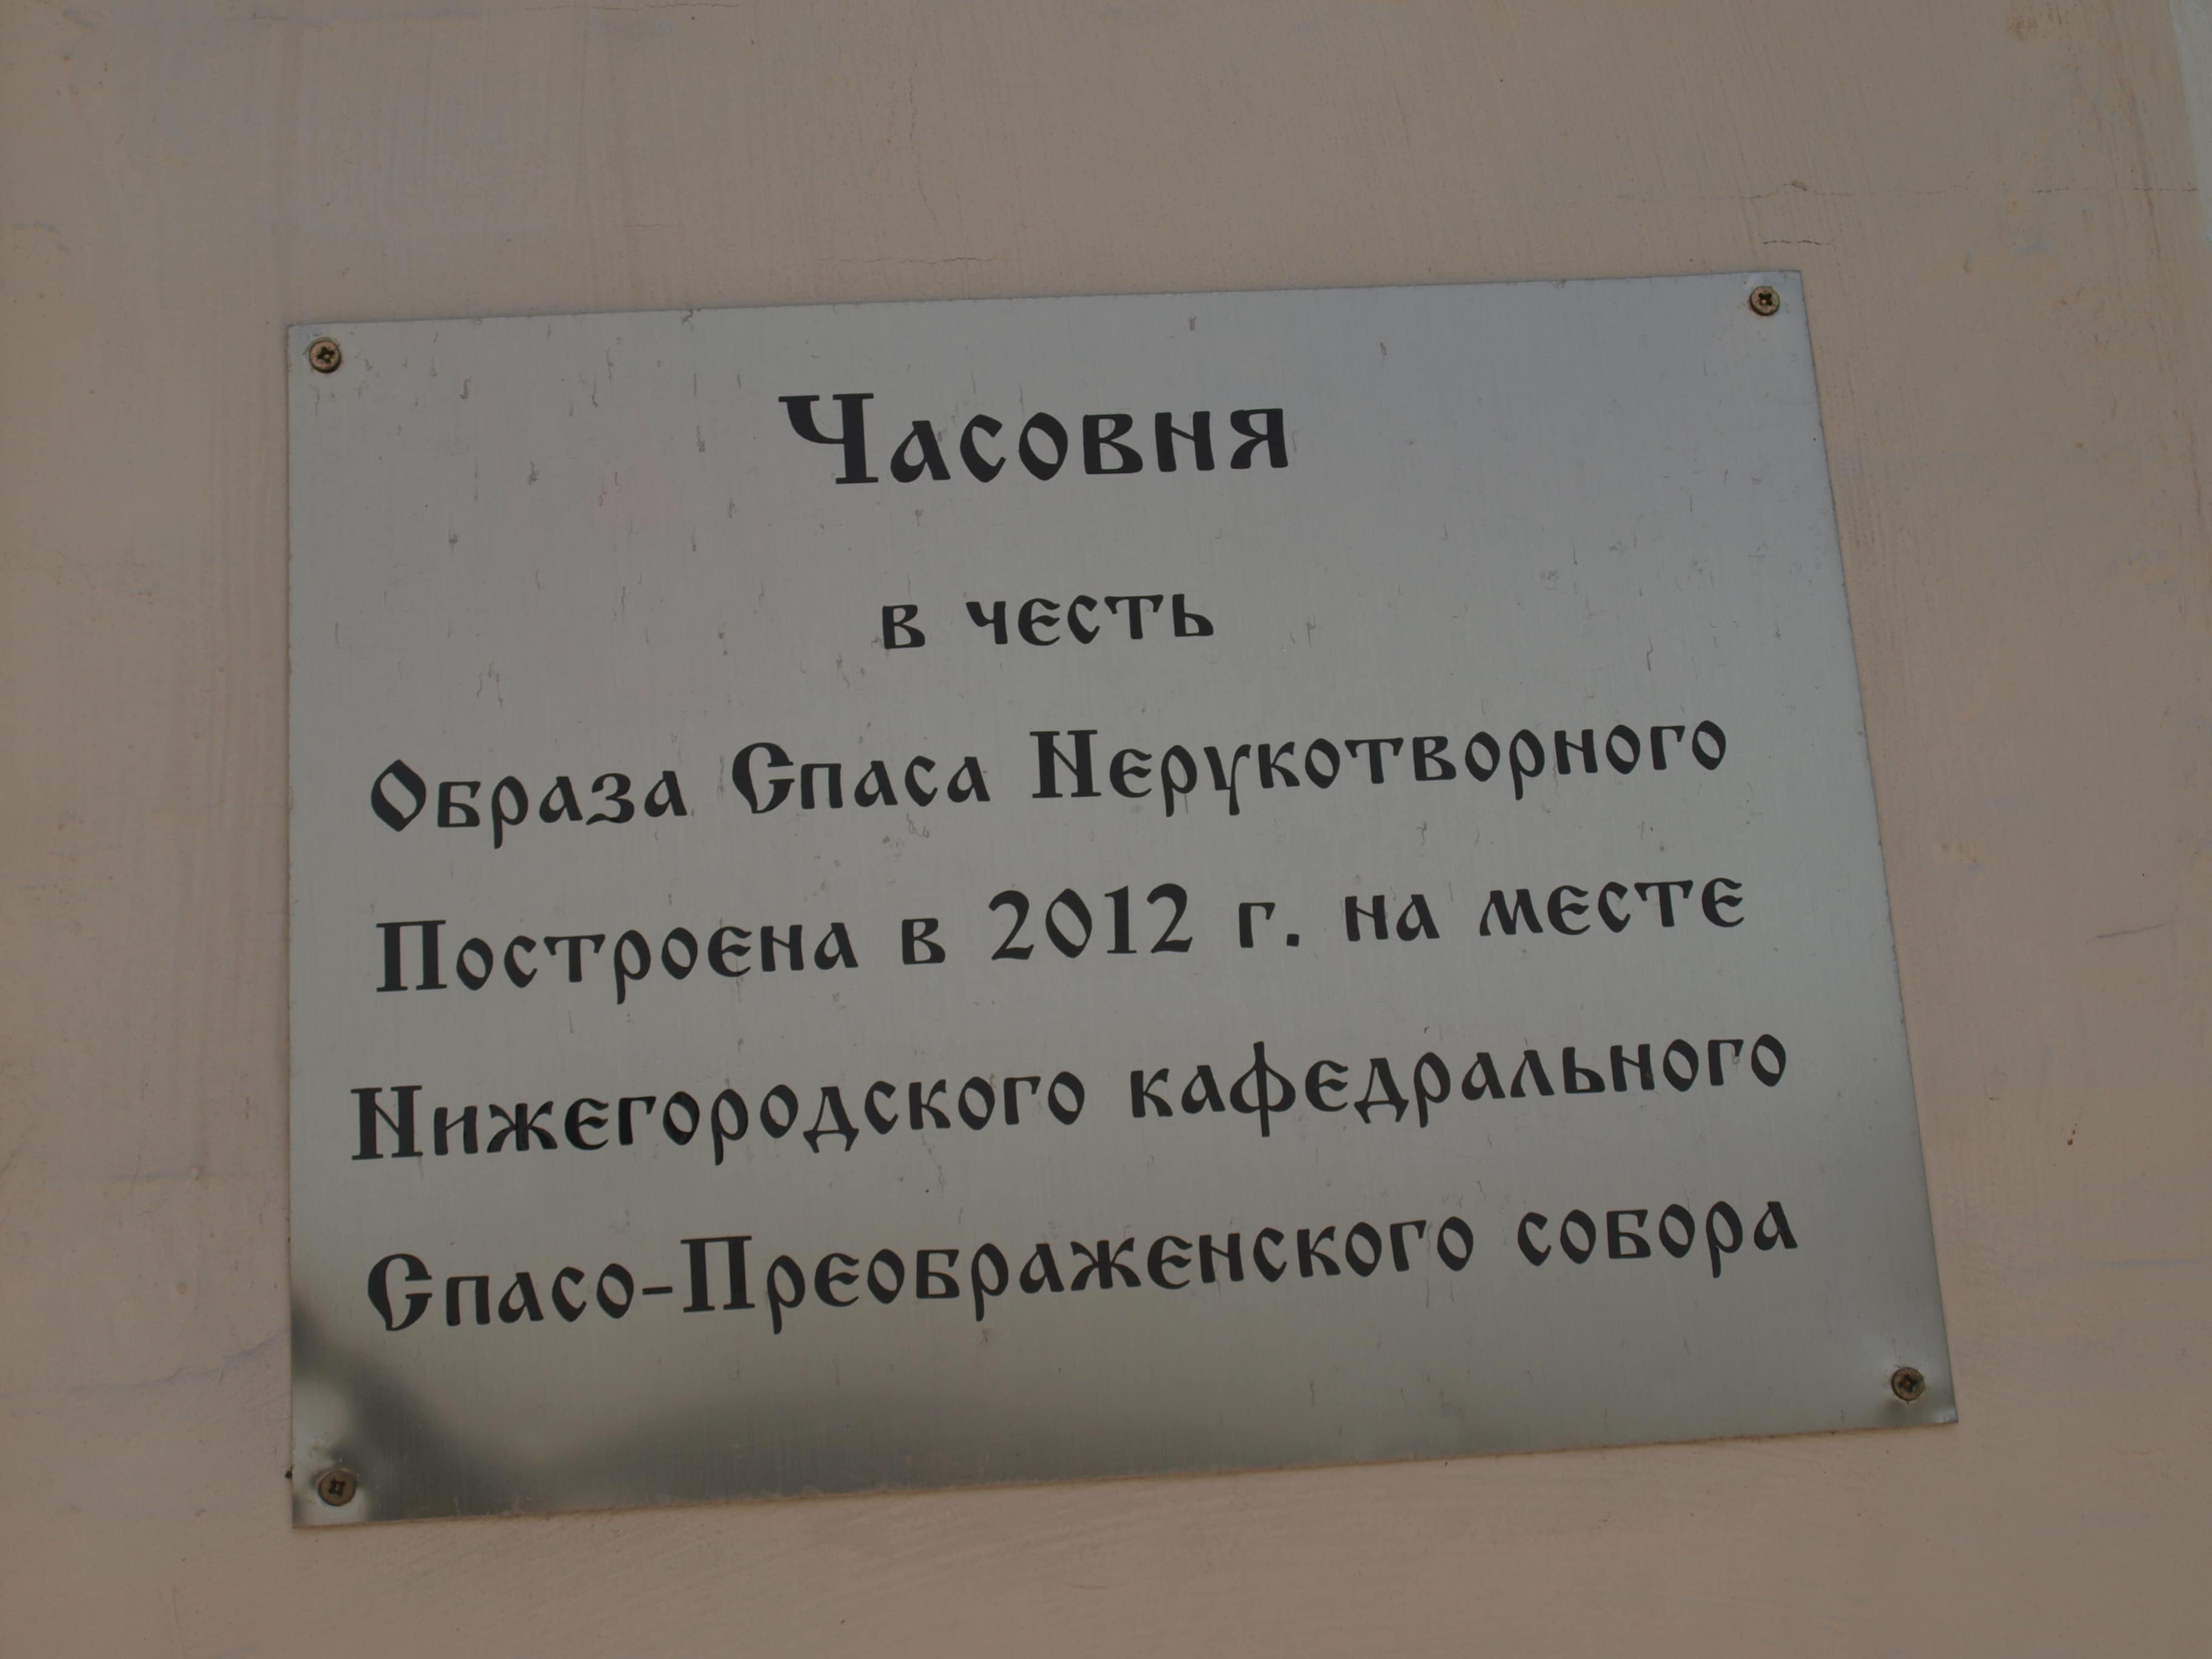 Часовня
в честь
Образа Спаса Нерукотворного
Построена в 2012 г. на месте
Нижегородского кафедрального
Спасо-Преображенского собора